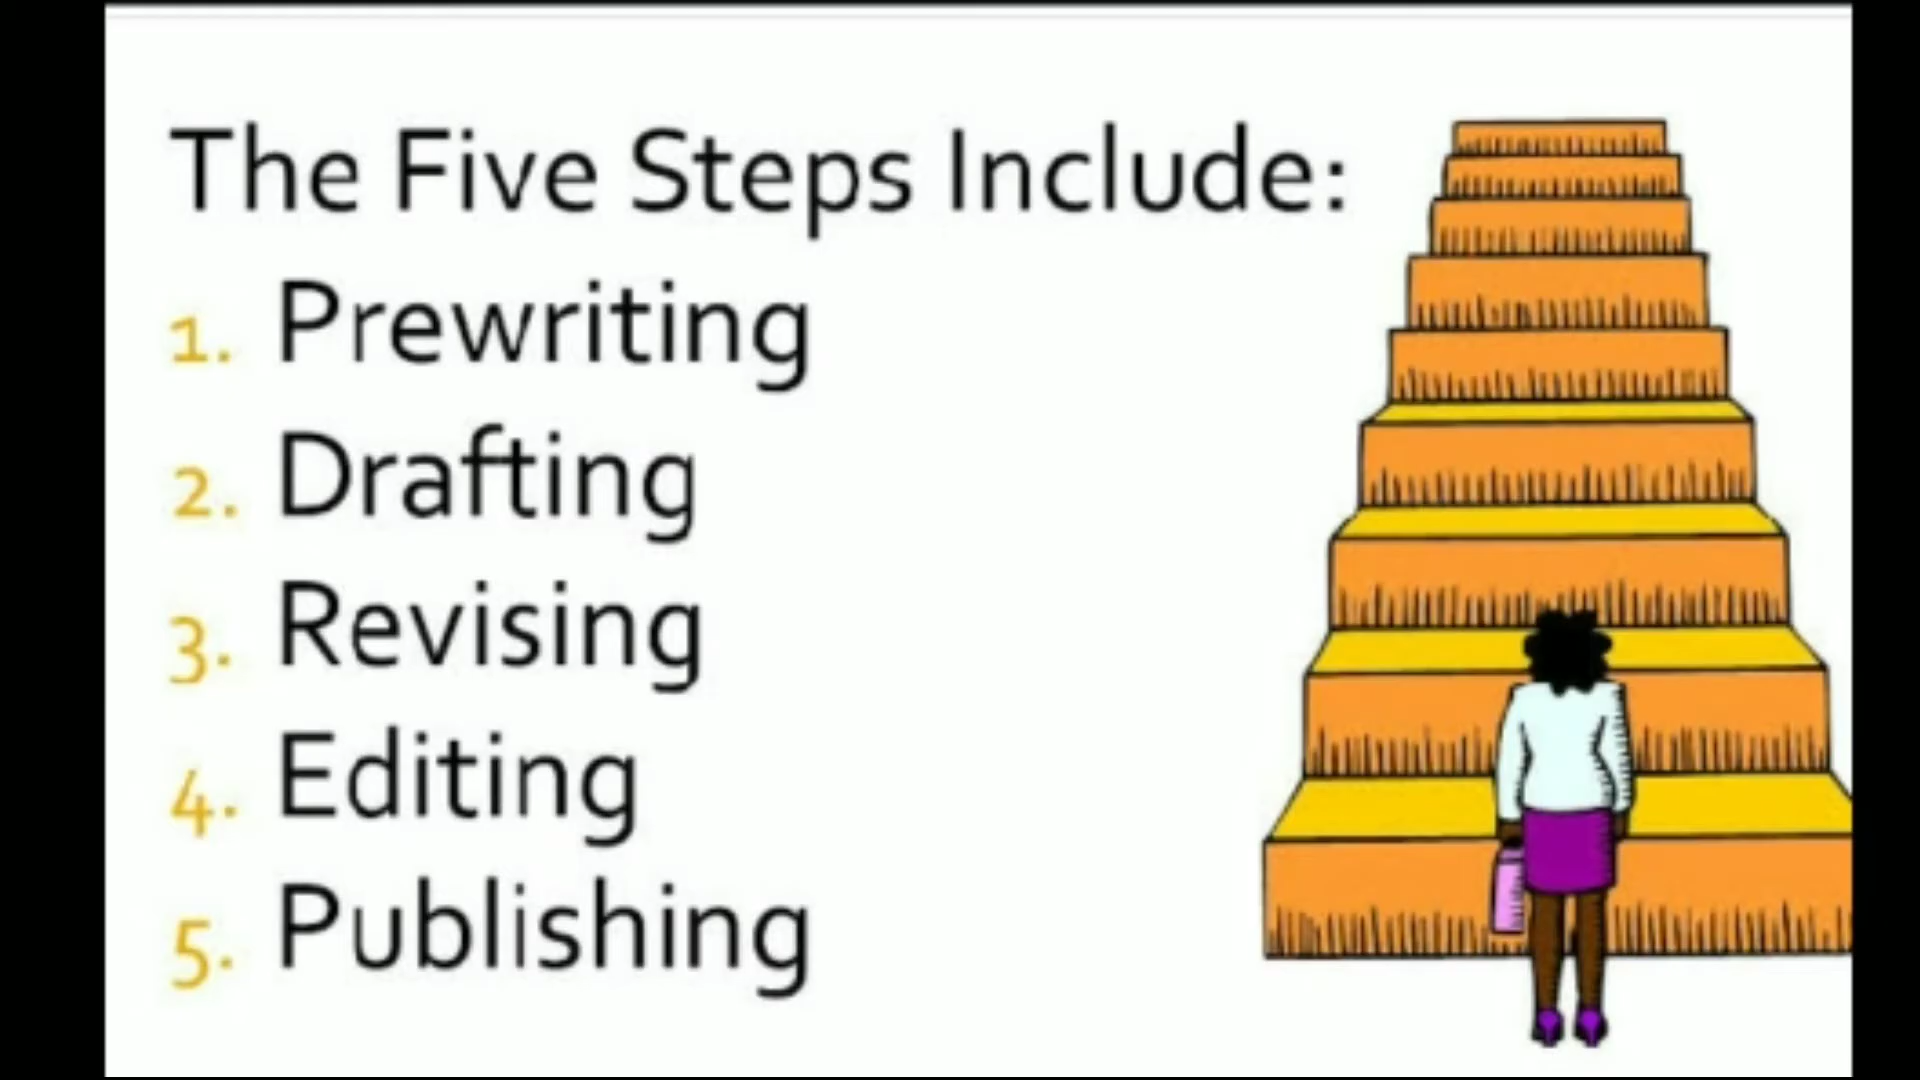 The Five Steps Include:
1. Prewriting
2. Drafting
3. Revising
4. Editing
5. Publishing